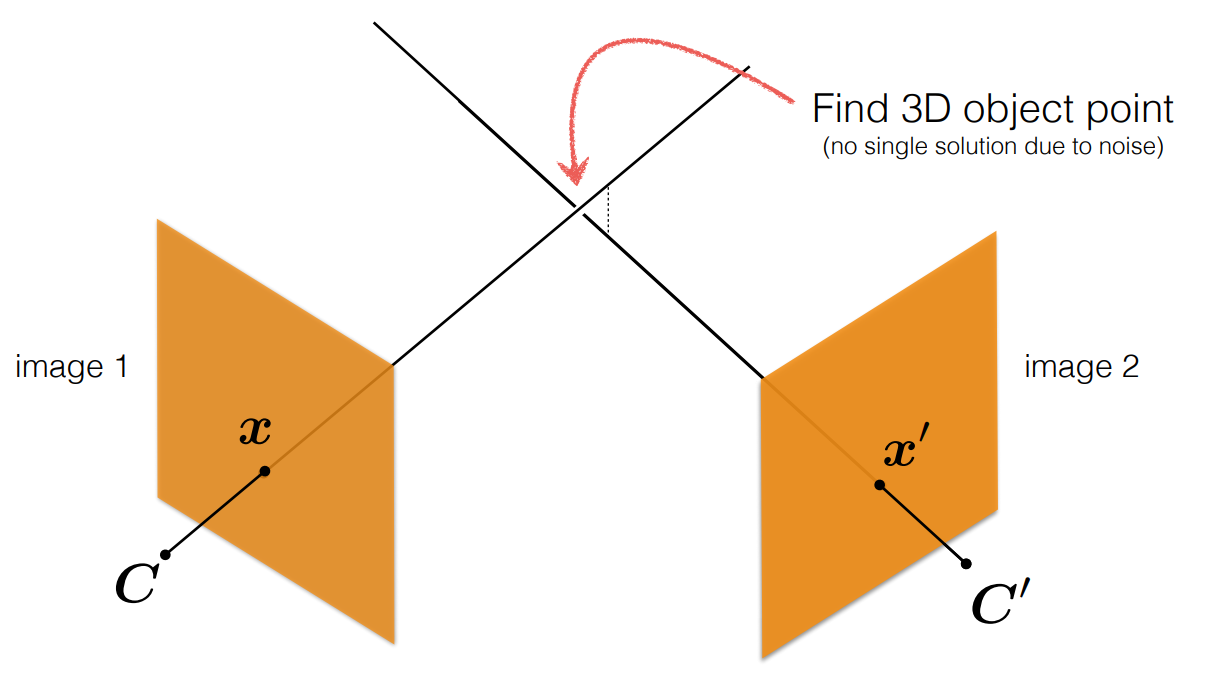 Find 3D object point
(no single solution due to noise)
image 1
image 2
x
x′
C
C′